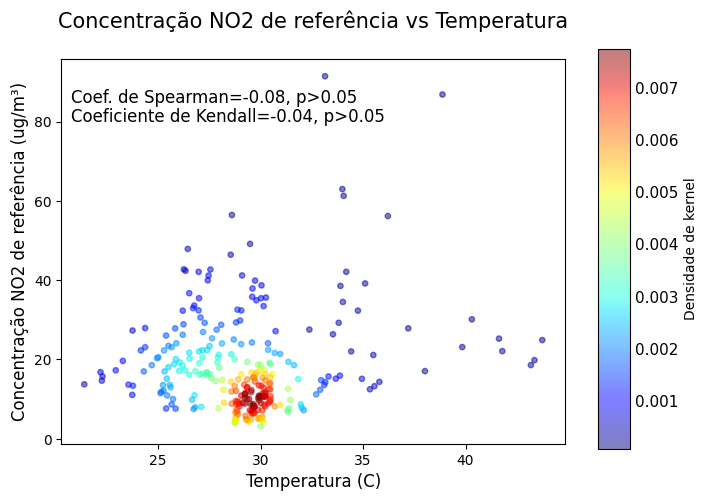 Concentração NO2 de referência vs Temperatura
Coef. de Spearman=-0.08, p>0.05
Coeficiente de Kendall=-0.04, p>0.05
Concentração NO2 de referência (ug/m³)
80
60
40
20
0
25
30
35
40
Temperatura (C)
0.007
0.006
0.005
0.004
0.003
0.002
0.001
Densidade de kernel